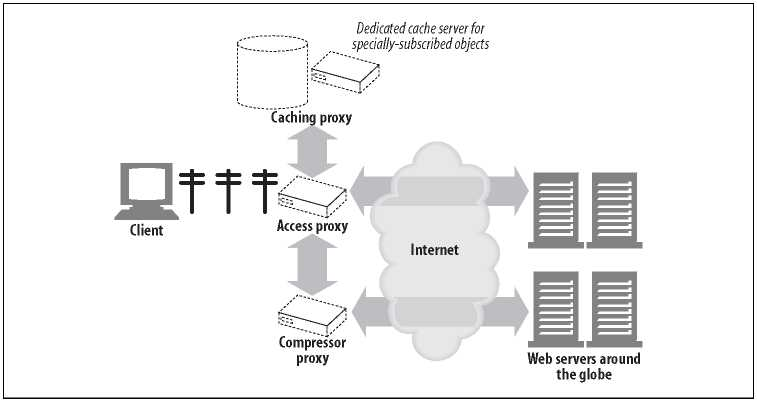 Dedicated cache server for
specially-subscribed objects
Caching proxy
Client
Access proxy
Internet
Compressor
proxy
Web servers around
the globe